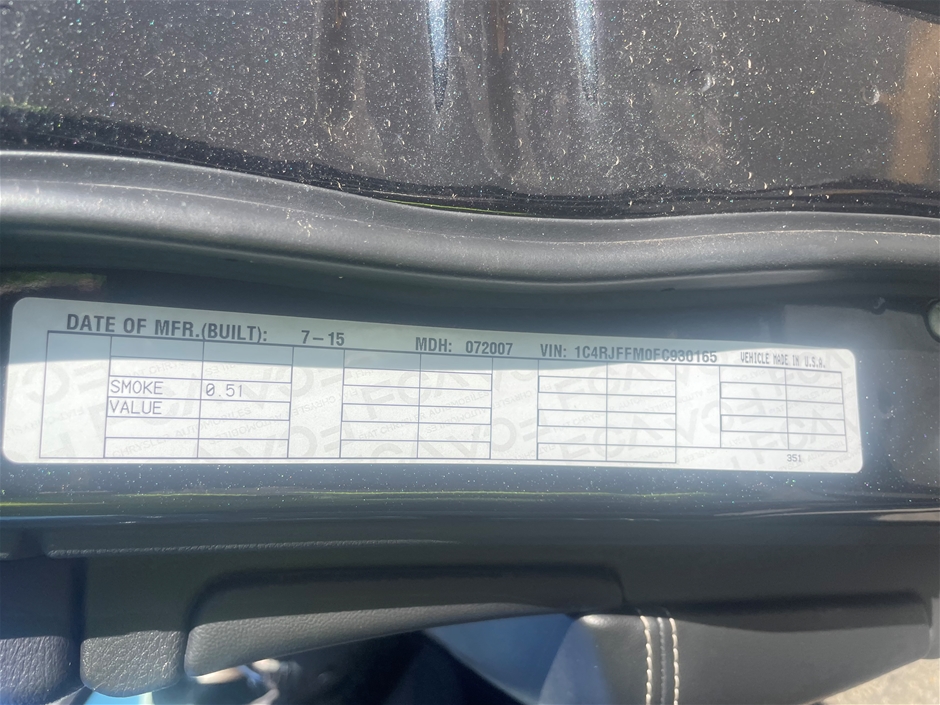 DATE OF MFR.(BUILT): 7-15 MDH: 072007 VIN: 1C4RJFFM0FC930165 VEHICLE MADE IN U.S.A.
SMOKE 0.51
VALUE
351